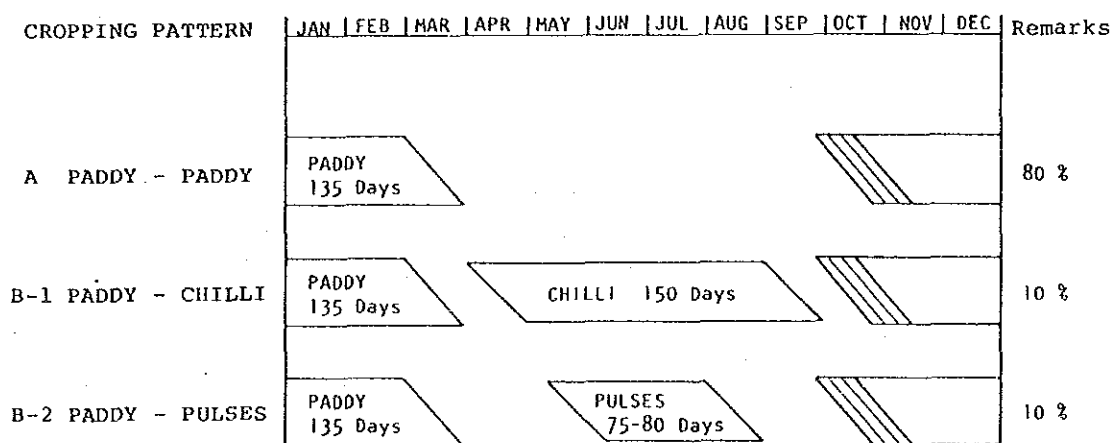 CROPPING PATTERN JAN | FEB | MAR | APR | MAY | JUN | JUL | AUG | SEP | OCT | NOV | DEC Remarks
PADDY
135 Days
A PADDY - PADDY 80 %
PADDY
135 Days
CHILLI 150 Days
B-1 PADDY - CHILLI 10 %
PADDY
135 Days
PULSES
75-80 Days
B-2 PADDY - PULSES 10 %